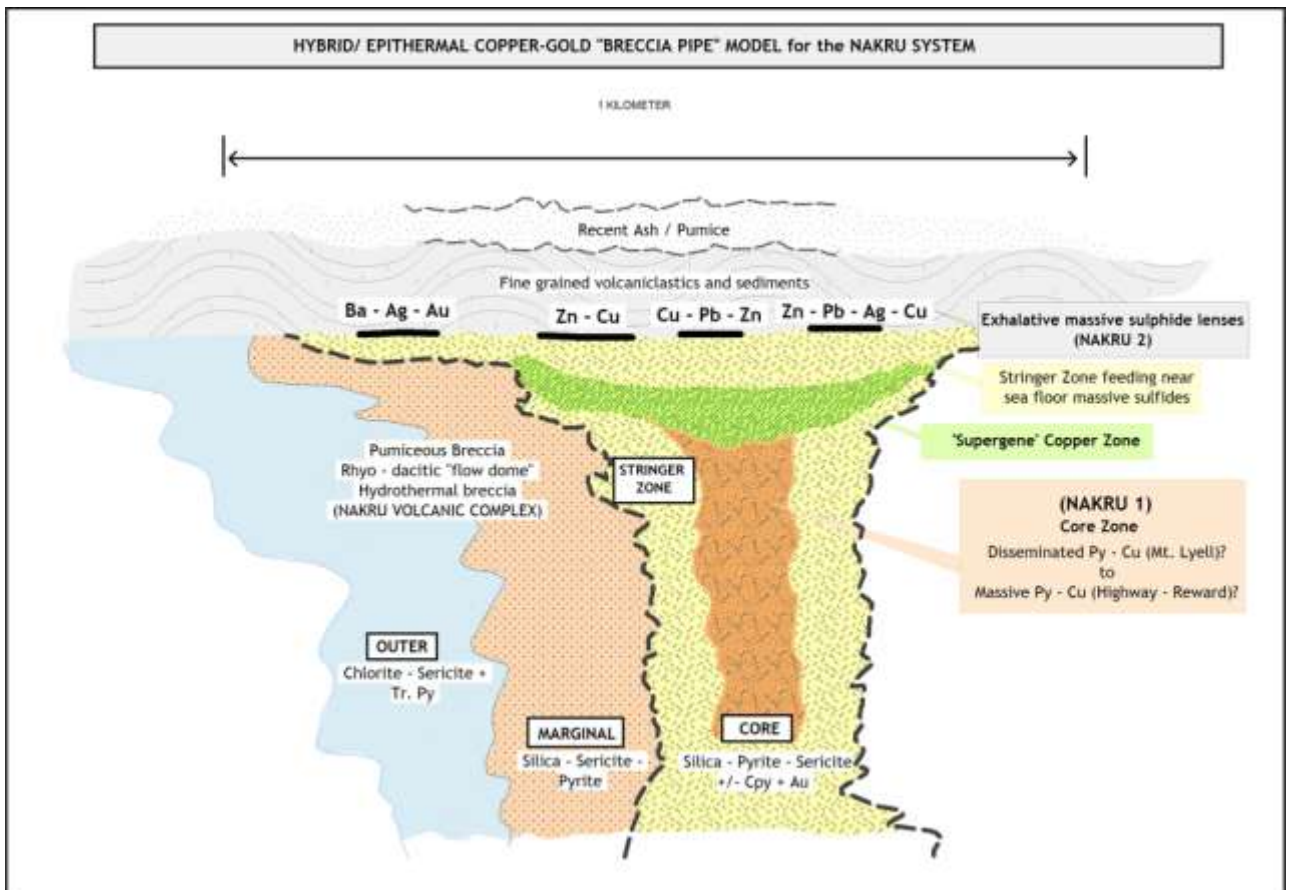 HYBRID/ EPITHERMAL COPPER-GOLD "BRECCIA PIPE" MODEL for the NAKRU SYSTEM
1 KILOMETER
Recent Ash / Pumice
Fine grained volcaniclastics and sediments
Ba - Ag - Au
Zn - Cu
Cu - Pb - Zn
Zn - Pb - Ag - Cu
Exhalative massive sulphide lenses
(NAKRU 2)
Stringer Zone feeding near
sea floor massive sulfides
"Supergene" Copper Zone
Pumiceous Breccia
Rhyo - dacitic "flow dome"
Hydrothermal breccia
(NAKRU VOLCANIC COMPLEX)
STRINGER
ZONE
(NAKRU 1)
Core Zone
Disseminated Py - Cu (Mt. Lyell)?
to
Massive Py - Cu (Highway - Reward)?
OUTER
Chlorite - Sericite +
Tr. Py
MARGINAL
Silica - Sericite -
Pyrite
CORE
Silica - Pyrite - Sericite
+/- Cpy + Au